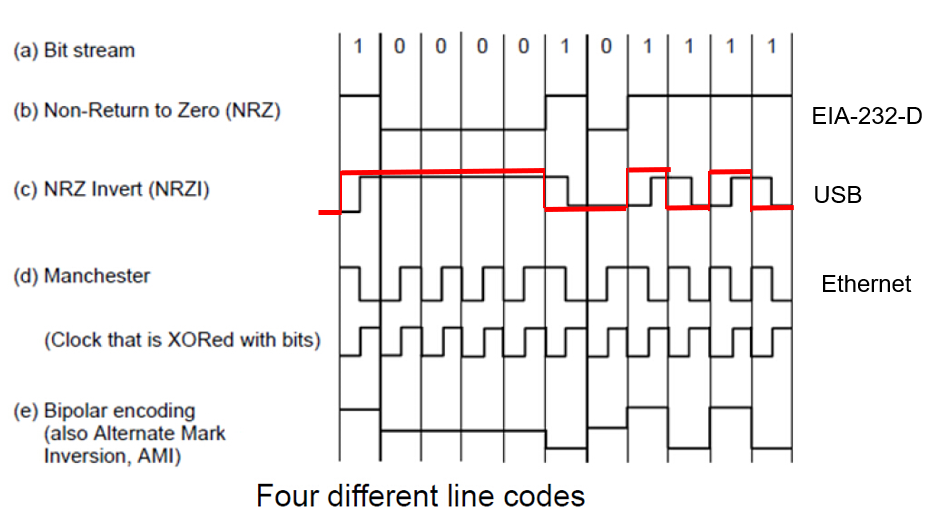 (a) Bit stream 1 0 0 0 0 1 0 1 1 1 1
(b) Non-Return to Zero (NRZ) EIA-232-D
(c) NRZ Invert (NRZI) USB
(d) Manchester Ethernet
(Clock that is XORed with bits)
(e) Bipolar encoding
(also Alternate Mark
Inversion, AMI)
Four different line codes